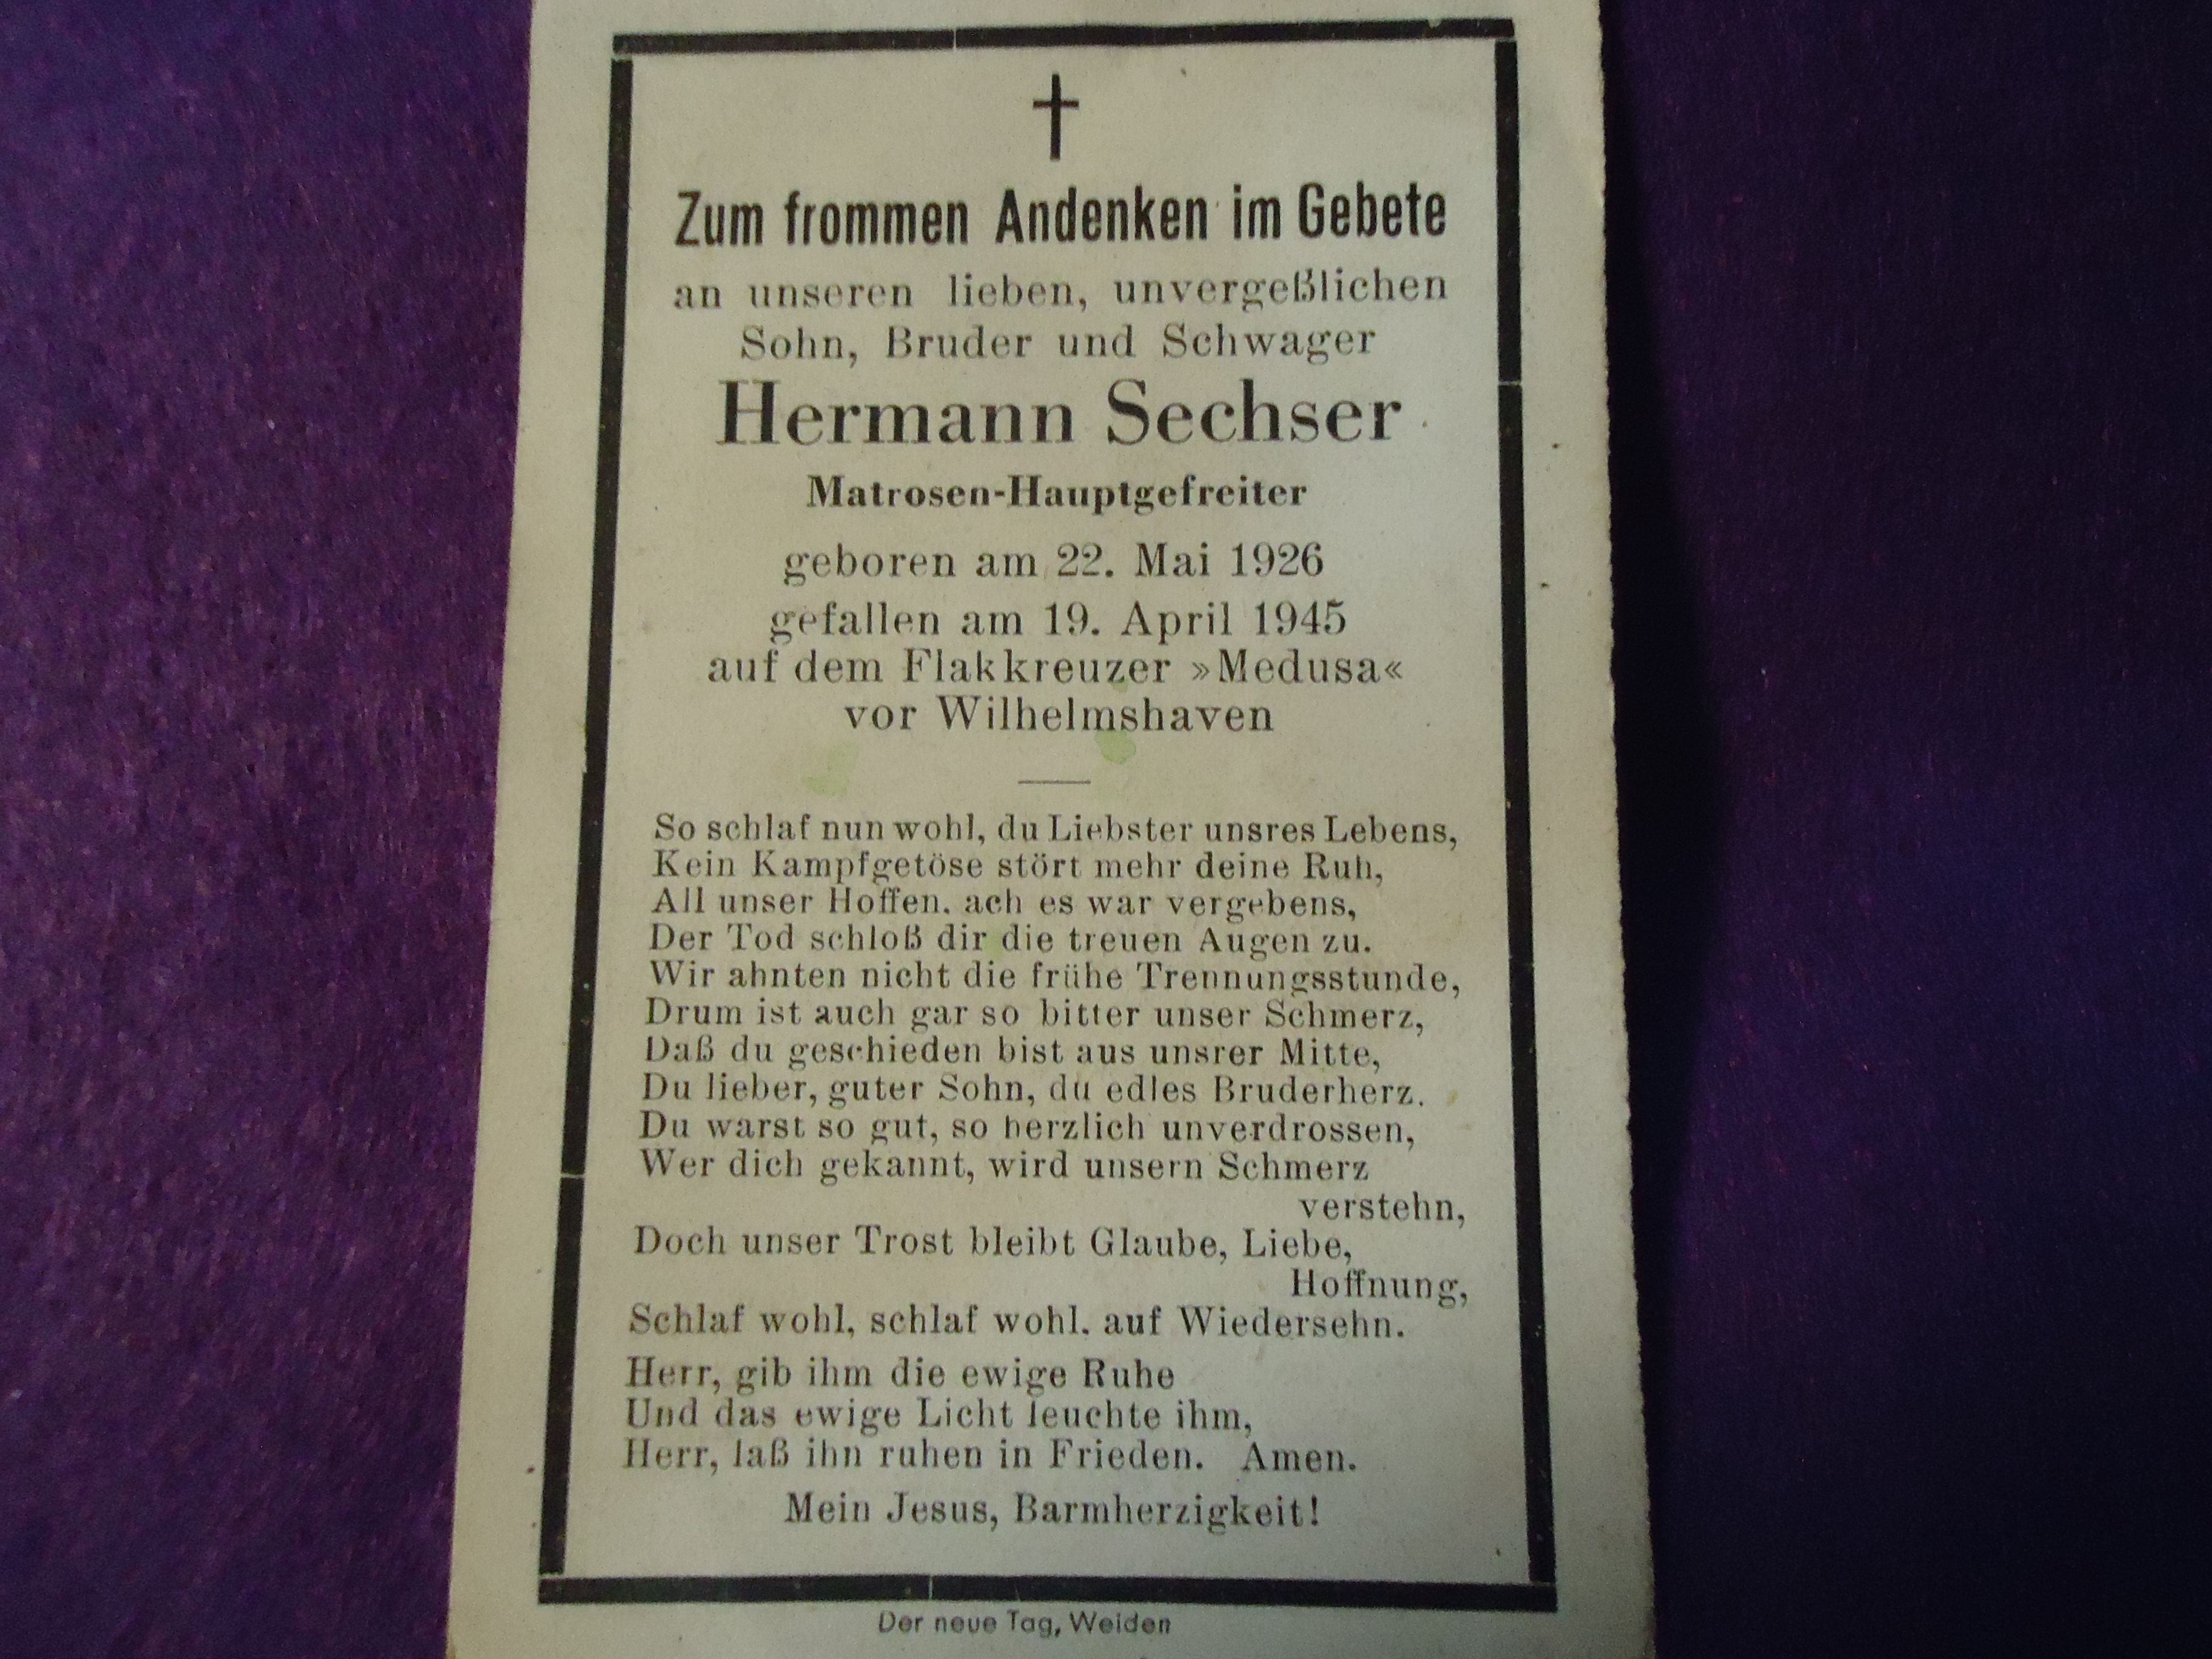 Zum frommen Andenken im Gebete
an unseren lieben, unvergeßlichen
Sohn, Bruder und Schwager
Hermann Sechser
Matrosen-Hauptgefreiter
geboren am 22. Mai 1926
gefallen am 19. April 1945
auf dem Flakkreuzer »Medusa«
vor Wilhelmshaven
So schlaf nun wohl, du Liebster unsres Lebens,
Kein Kampfgetöse stört mehr deine Ruh,
All unser Hoffen, ach es war vergebens,
Der Tod schloß dir die treuen Augen zu.
Wir ahnten nicht die frühe Trennungsstunde,
Drum ist auch gar so bitter unser Schmerz,
Daß du geschieden bist aus unsrer Mitte,
Du lieber, guter Sohn, du edles Bruderherz.
Du warst so gut, so herzlich unverdrossen,
Wer dich gekannt, wird unsern Schmerz
verstehn,
Doch unser Trost bleibt Glaube, Liebe,
Hoffnung,
Schlaf wohl, schlaf wohl, auf Wiedersehn.
Herr, gib ihm die ewige Ruhe
Und das ewige Licht leuchte ihm,
Herr, laß ihn ruhen in Frieden. Amen.
Mein Jesus, Barmherzigkeit!
Der neue Tag, Weiden